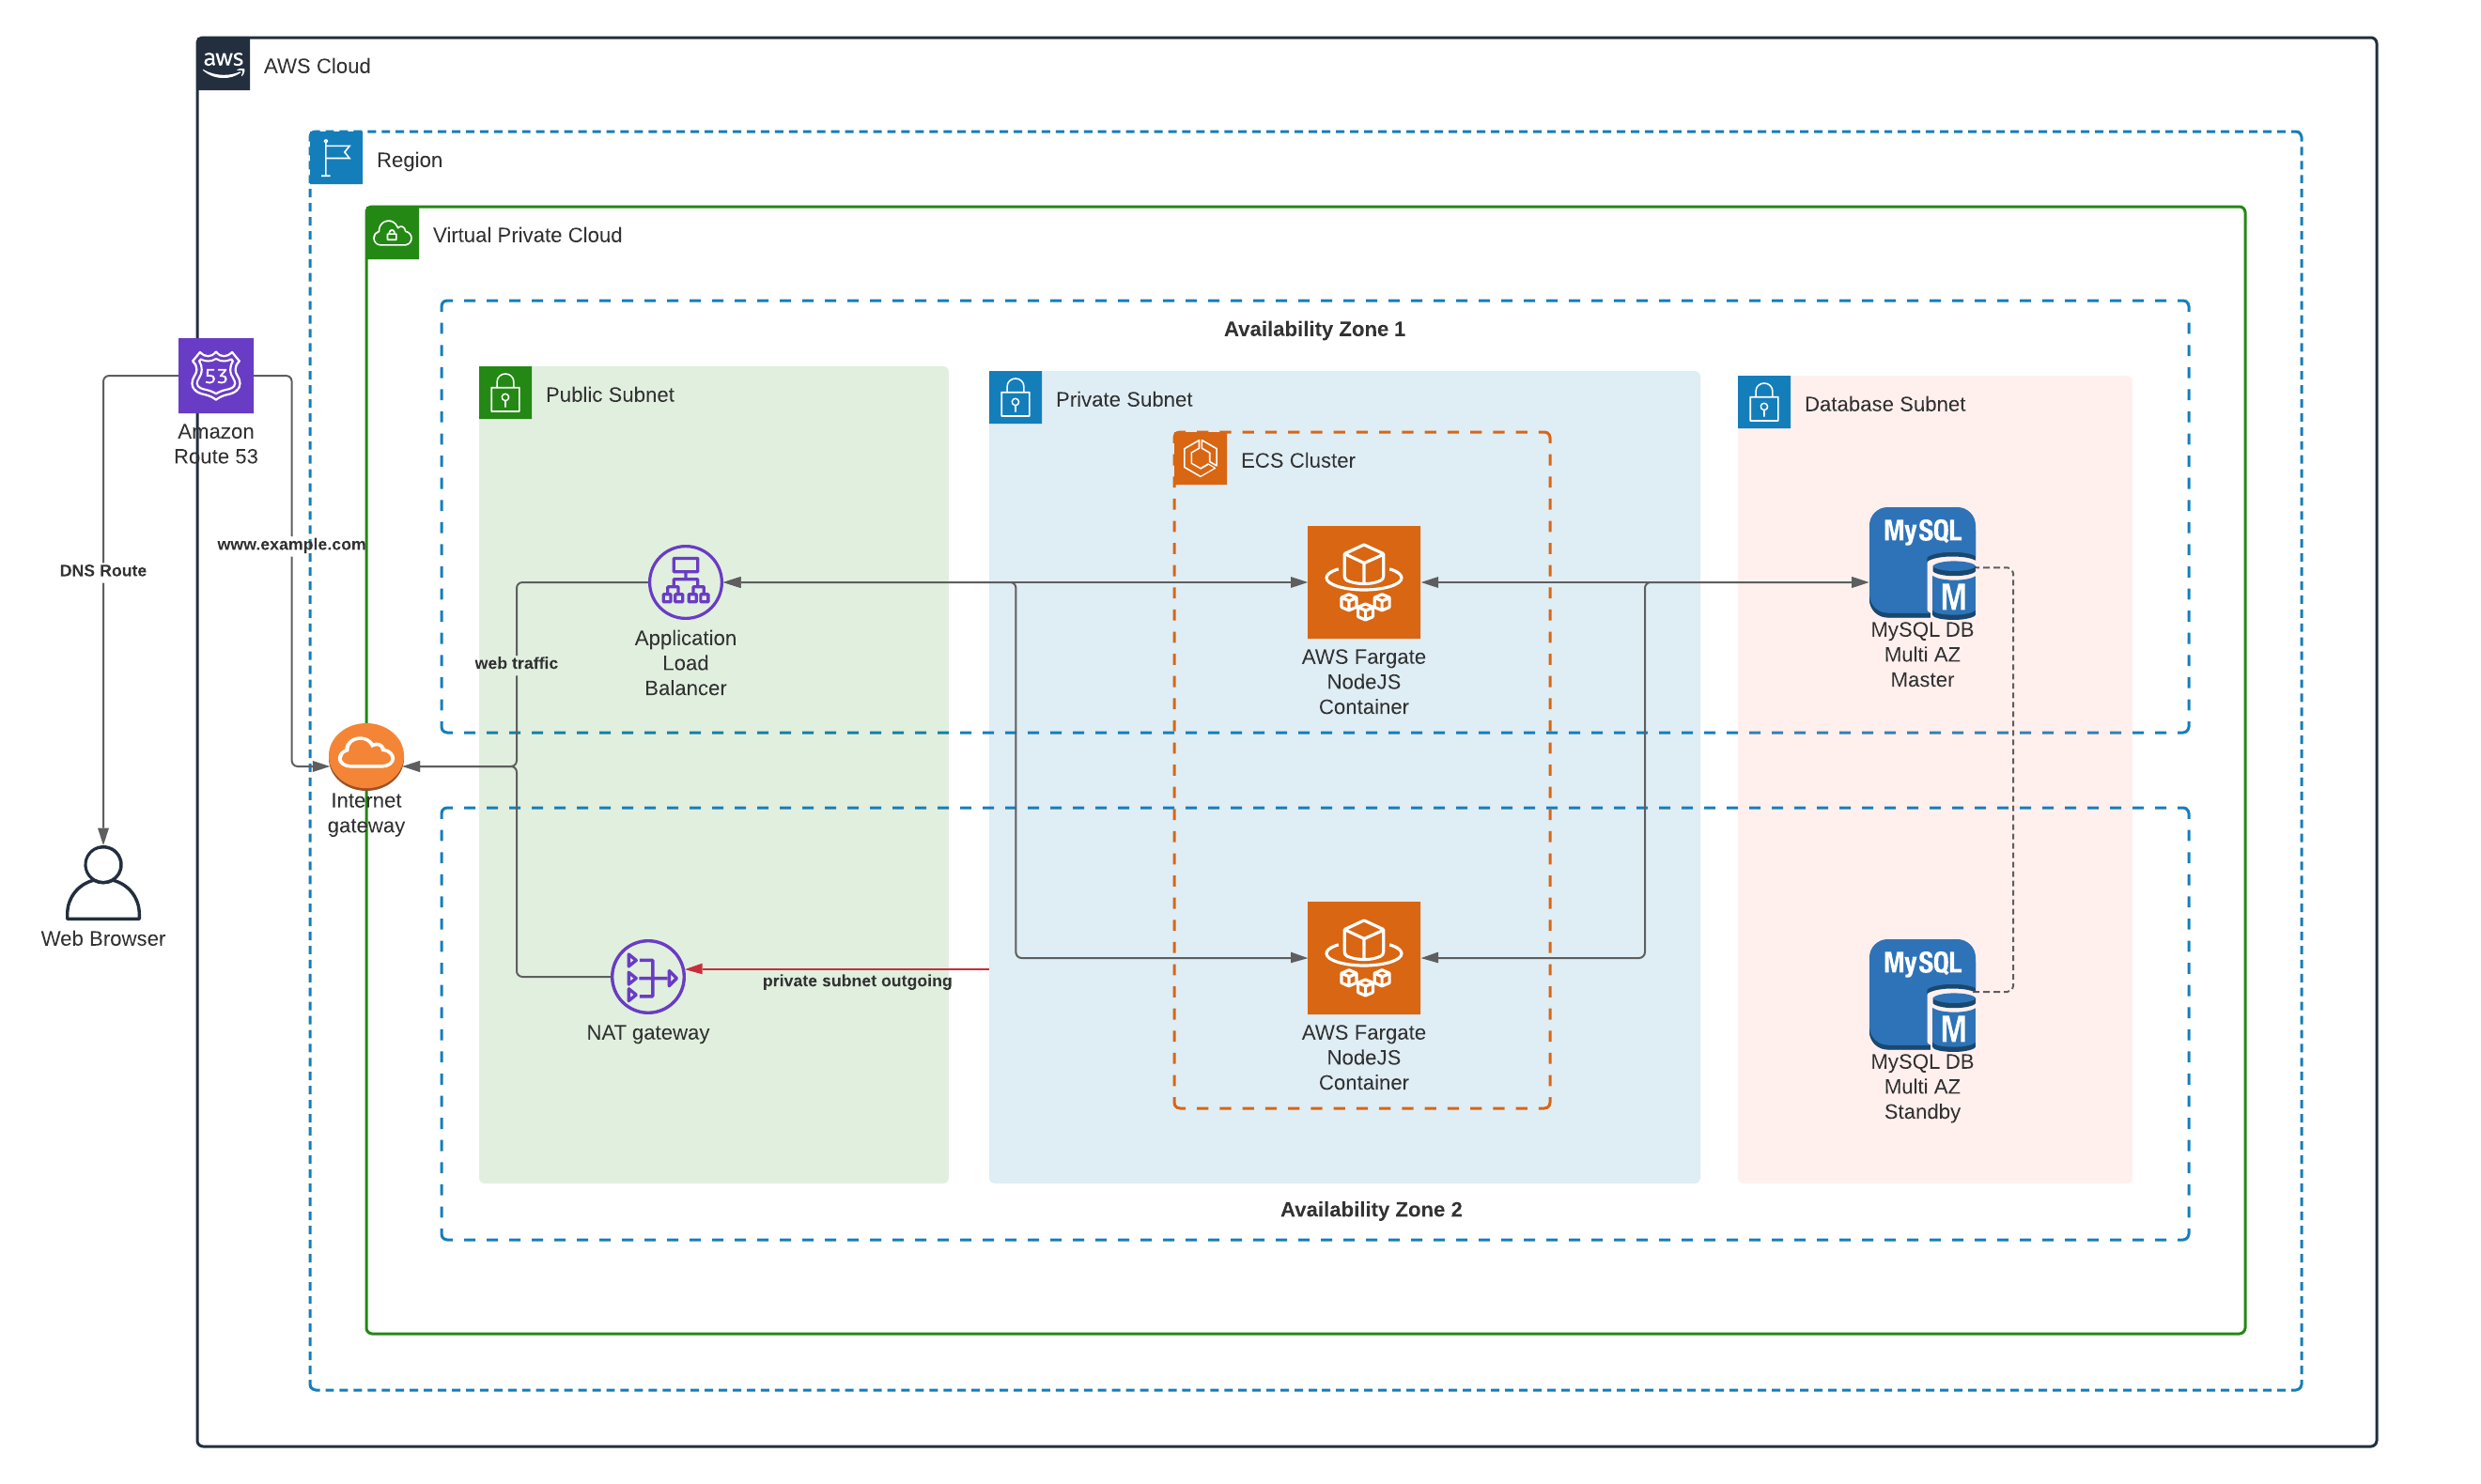 aws
AWS Cloud
Region
Virtual Private Cloud
Availability Zone 1
Public Subnet
Private Subnet
Database Subnet
53
Amazon
Route 53
ECS Cluster
www.example.com
DNS Route
MySQL
M
Application
Load
Balancer
web traffic
AWS Fargate
NodeJS
Container
MySQL DB
Multi AZ
Master
Internet
gateway
Web Browser
private subnet outgoing
NAT gateway
AWS Fargate
NodeJS
Container
MySQL
M
MySQL DB
Multi AZ
Standby
Availability Zone 2